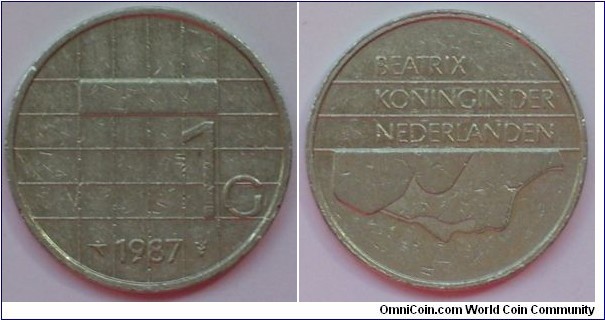 1
G
1987
BEATRIX
KONINGIN DER
NEDERLANDEN
OmniCoin.com World Coin Community